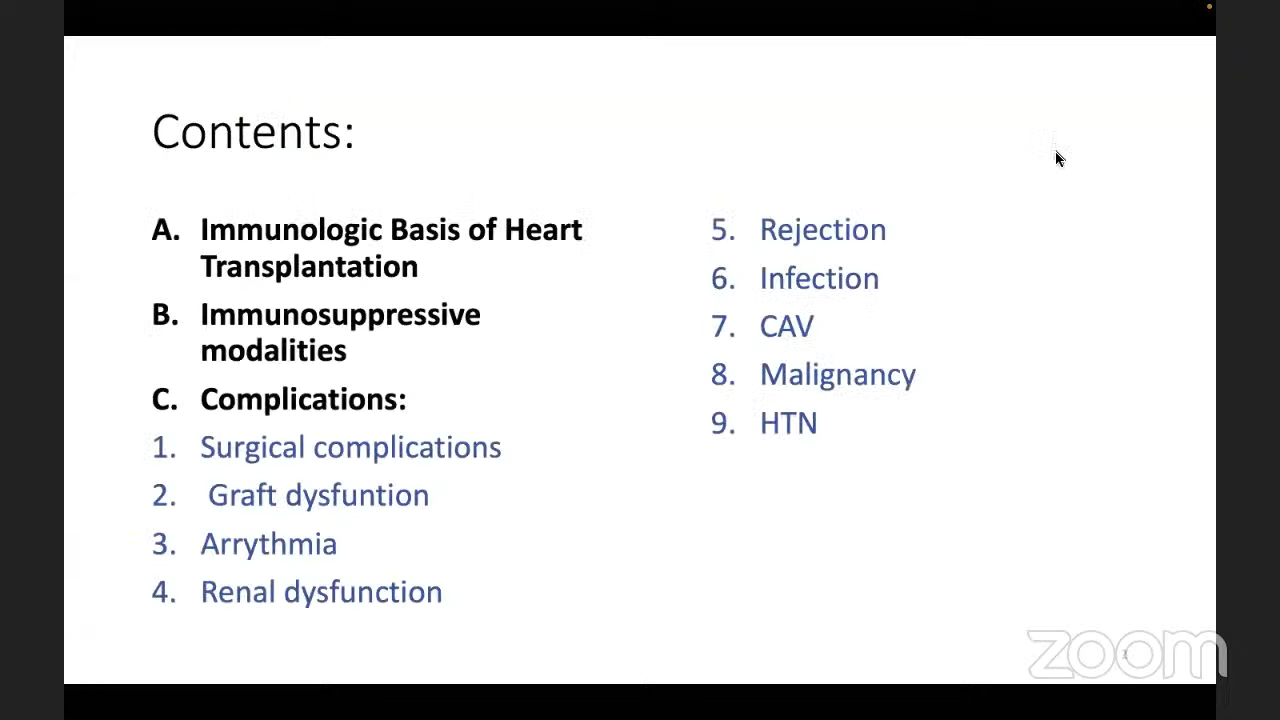 Contents:
A. Immunologic Basis of Heart
Transplantation
B. Immunosuppressive
modalities
C. Complications:
1. Surgical complications
2. Graft dysfuntion
3. Arrythmia
4. Renal dysfunction
5. Rejection
6. Infection
7. CAV
8. Malignancy
9. HTN
zoom